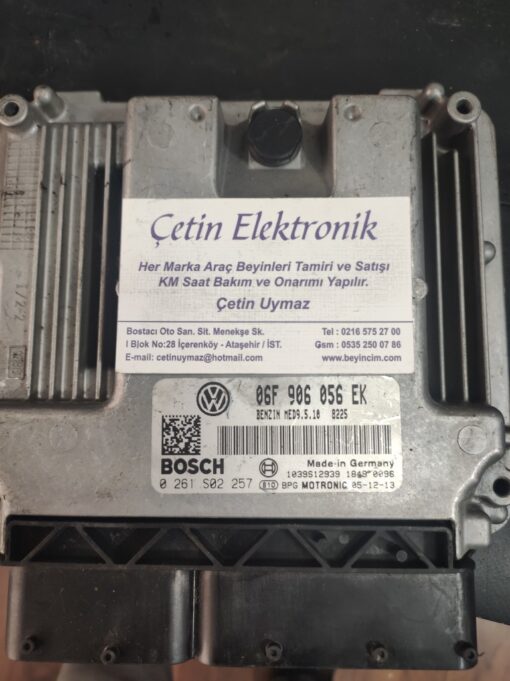 Çetin Elektronik
Her Marka Araç Beyinleri Tamiri ve Satışı
KM Saat Bakım ve Onarımı Yapılır.
Çetin Uymaz
Bostacı Oto San. Sit. Menekşe Sk.
I Blok No:28 İçerenköy - Ataşehir / İST.
E-mail: cetinuymaz@hotmail.com
Tel : 0216 575 27 00
Gsm : 0535 250 07 86
www.beyincim.com
06F 906 056 EK
BENZIN MED9.5.10 8225
BOSCH
Made in Germany
1039S12939
0 261 S02 257
BPG MOTRONIC 05-12-13